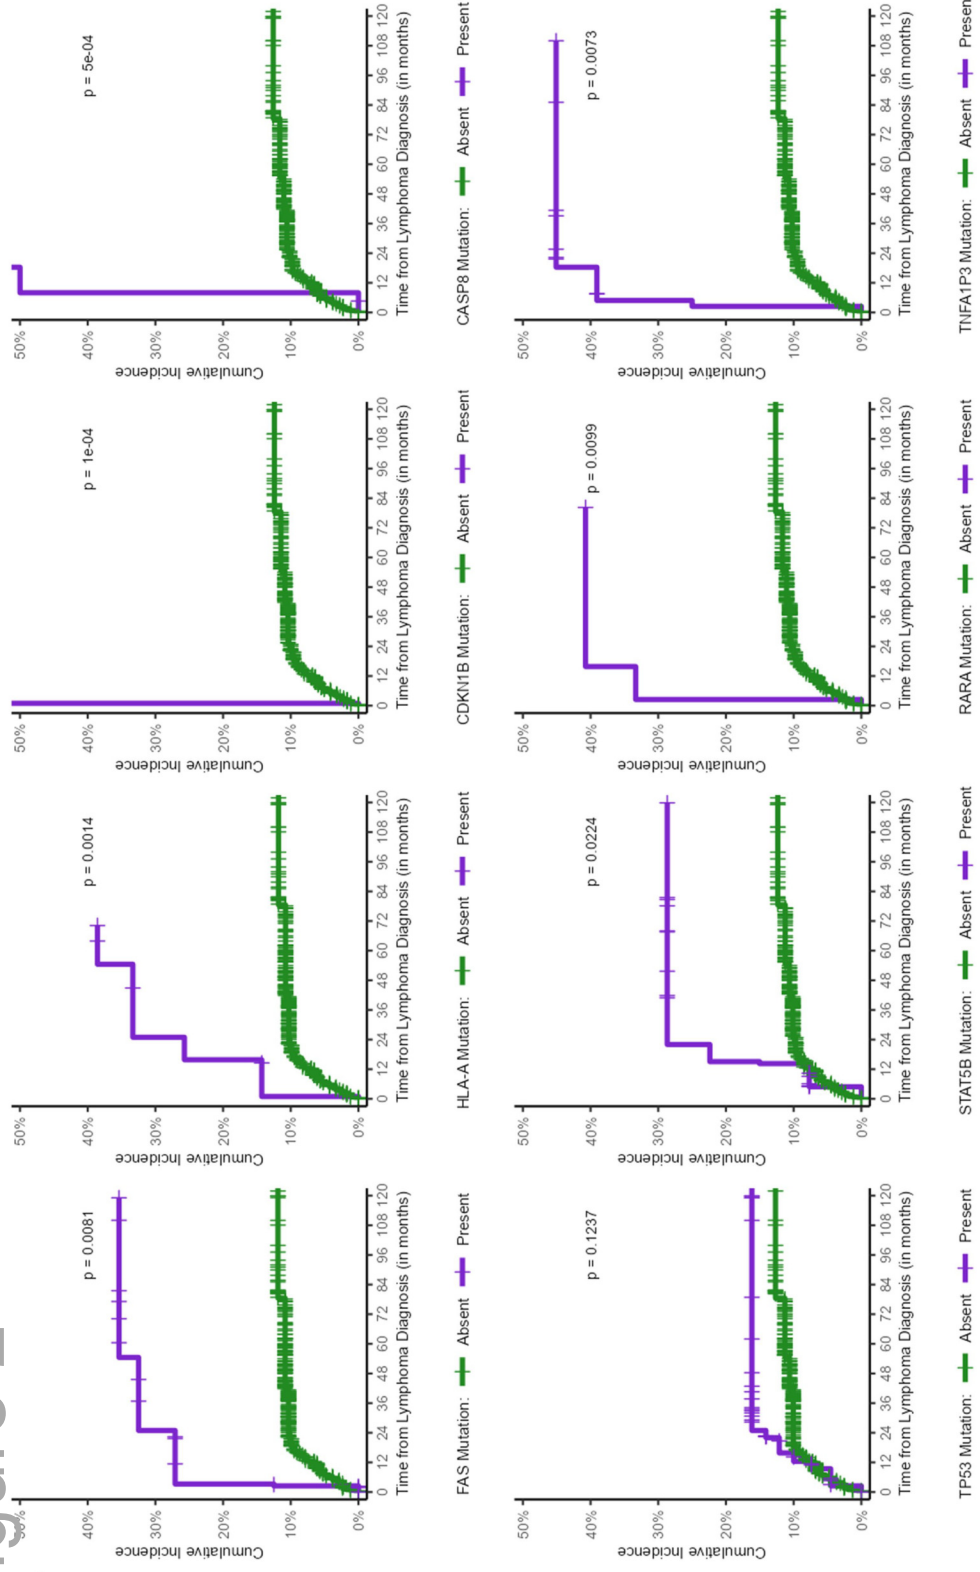 Cumulative Incidence
50%
40%
30%
20%
10%
0%
p = 0.0081
0 12 24 36 48 60 72 84 96 108 120
Time from Lymphoma Diagnosis (in months)
FAS Mutation: Absent Present
Cumulative Incidence
50%
40%
30%
20%
10%
0%
p = 0.0014
0 12 24 36 48 60 72 84 96 108 120
Time from Lymphoma Diagnosis (in months)
HLA-A Mutation: Absent Present
Cumulative Incidence
50%
40%
30%
20%
10%
0%
p = 1e-04
0 12 24 36 48 60 72 84 96 108 120
Time from Lymphoma Diagnosis (in months)
CDKN1B Mutation: Absent Present
Cumulative Incidence
50%
40%
30%
20%
10%
0%
p = 5e-04
0 12 24 36 48 60 72 84 96 108 120
Time from Lymphoma Diagnosis (in months)
CASP8 Mutation: Absent Present
Cumulative Incidence
50%
40%
30%
20%
10%
0%
p = 0.1237
0 12 24 36 48 60 72 84 96 108 120
Time from Lymphoma Diagnosis (in months)
TP53 Mutation: Absent Present
Cumulative Incidence
50%
40%
30%
20%
10%
0%
p = 0.0224
0 12 24 36 48 60 72 84 96 108 120
Time from Lymphoma Diagnosis (in months)
STAT5B Mutation: Absent Present
Cumulative Incidence
50%
40%
30%
20%
10%
0%
p = 0.0099
0 12 24 36 48 60 72 84 96 108 120
Time from Lymphoma Diagnosis (in months)
RARA Mutation: Absent Present
Cumulative Incidence
50%
40%
30%
20%
10%
0%
p = 0.0073
0 12 24 36 48 60 72 84 96 108 120
Time from Lymphoma Diagnosis (in months)
TNFA1P3 Mutation: Absent Present